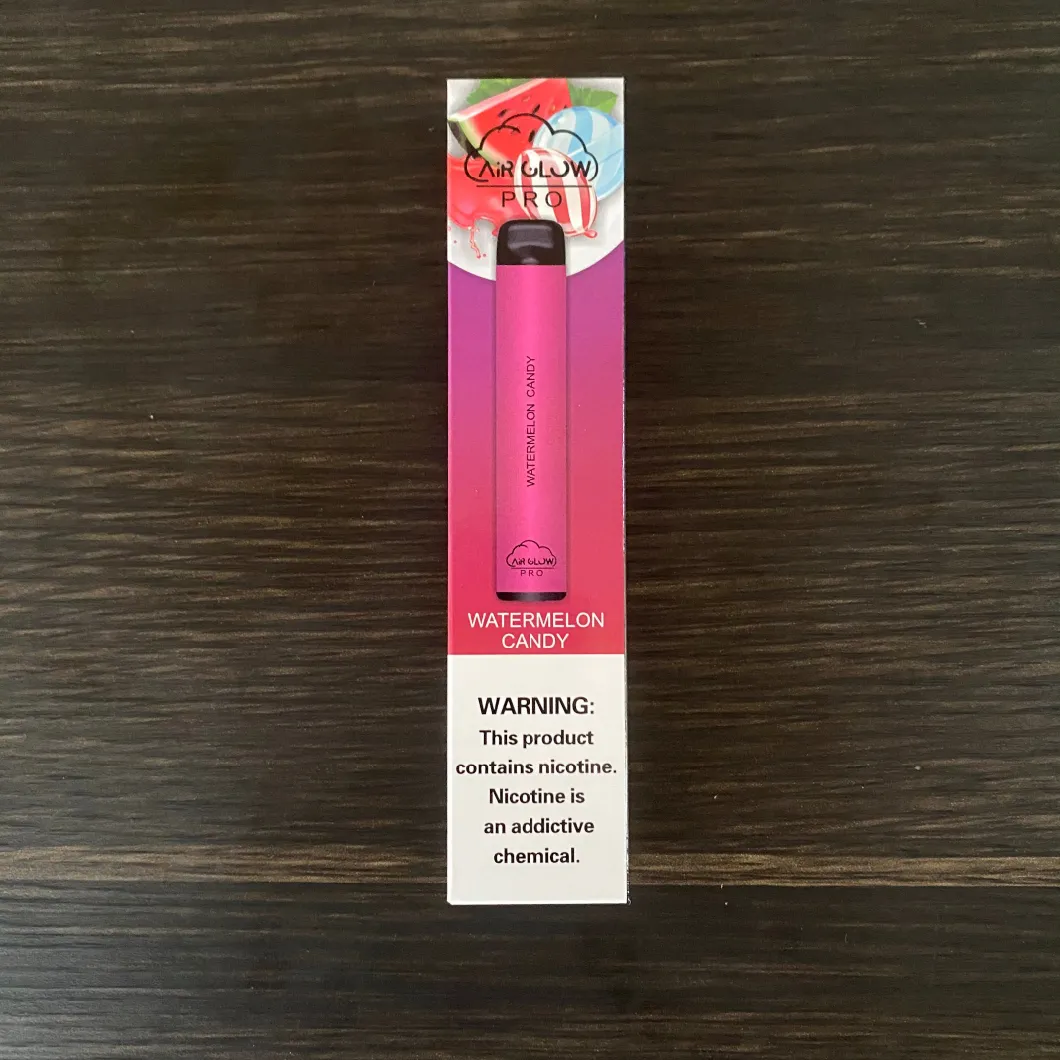 AiR GLOW
PRO
WATERMELON CANDY
AiR GLOW
PRO
WATERMELON
CANDY
WARNING:
This product
contains nicotine.
Nicotine is
an addictive
chemical.